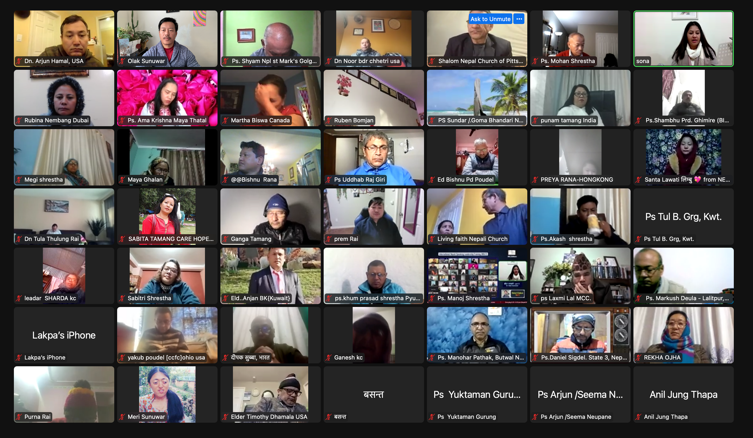 Dn. Arjun Hamal, USA
Olak Sunuwar
Ps. Shyam Npl st Mark's Golg...
Dn Noor bdr chhetri usa
Ask to Unmute
Shalom Nepal Church of Pitts...
Ps. Mohan Shrestha
sona
Rubina Nembang Dubai
Ps. Ama Krishna Maya Thatal
Martha Biswa Canada
Ruben Bomjan
PS Sundar /Goma Bhandari N...
punam tamang India
Ps.Shambhu Prd. Ghimire (BI...
Megi shrestha
Maya Ghalan
@@Bishnu Rana
Ps Uddhab Raj Giri
Ed Bishnu Pd Poudel
PREYA RANA-HONGKONG
Santa Lawati लिम्बु 💖 from NE...
Dn Tula Thulung Rai
SABITA TAMANG CARE HOPE...
Ganga Tamang
prem Rai
Living faith Nepali Church
Ps.Akash shrestha
Ps Tul B. Grg, Kwt.
Ps Tul B. Grg, Kwt.
leadar SHARDA kc
Sabitri Shrestha
Eld..Anjan BK(Kuwait)
ps.khum prasad shrestha Pyu...
Ps. Manoj Shrestha
ps Laxmi Lal MCC.
Ps. Markush Deula - Lalitpur,...
Lakpa's iPhone
Lakpa's iPhone
yakub poudel [ccfc]ohio usa
दीपक सुब्बा, भारत
Ganesh kc
Ps. Manohar Pathak, Butwal N...
Ps.Daniel Sigdel. State 3, Nep...
REKHA OJHA
Purna Rai
Meri Sunuwar
Elder Timothy Dhamala USA
बसन्त
बसन्त
Ps Yuktaman Guru...
Ps Yuktaman Gurung
Ps Arjun /Seema N...
Ps Arjun /Seema Neupane
Anil Jung Thapa
Anil Jung Thapa